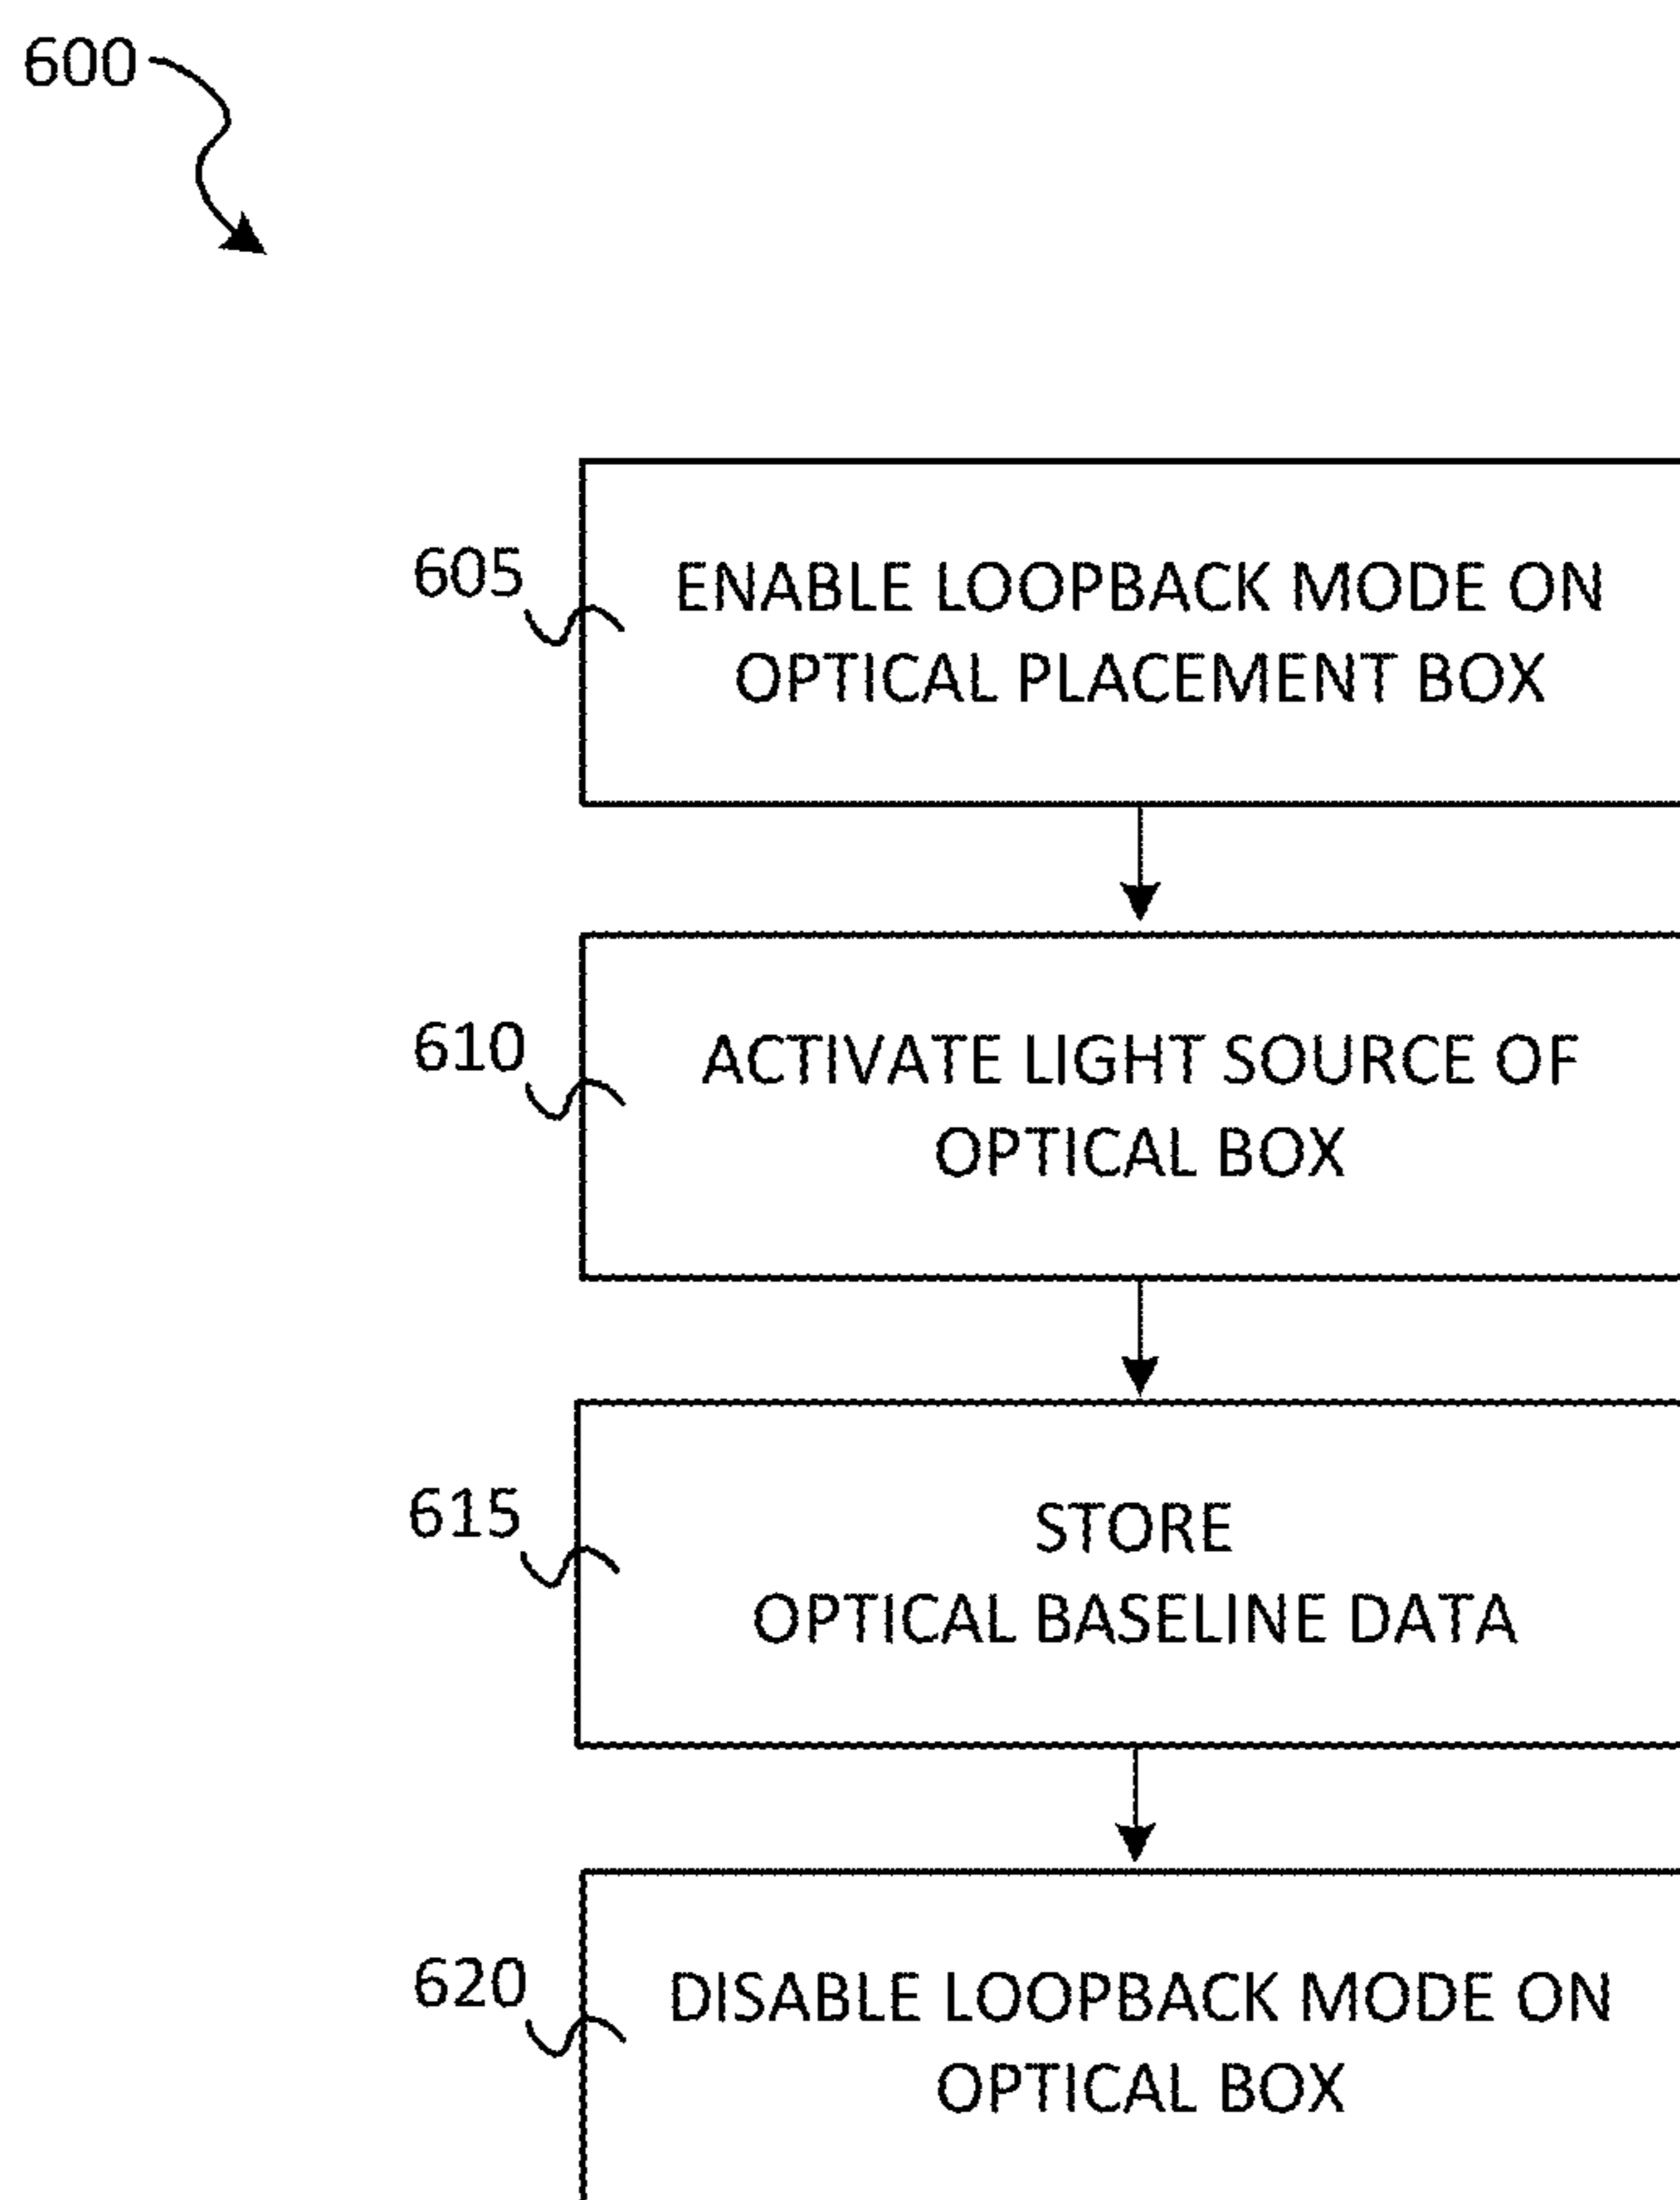 600
605
ENABLE LOOPBACK MODE ON
OPTICAL PLACEMENT BOX
610
ACTIVATE LIGHT SOURCE OF
OPTICAL BOX
615
STORE
OPTICAL BASELINE DATA
620
DISABLE LOOPBACK MODE ON
OPTICAL BOX